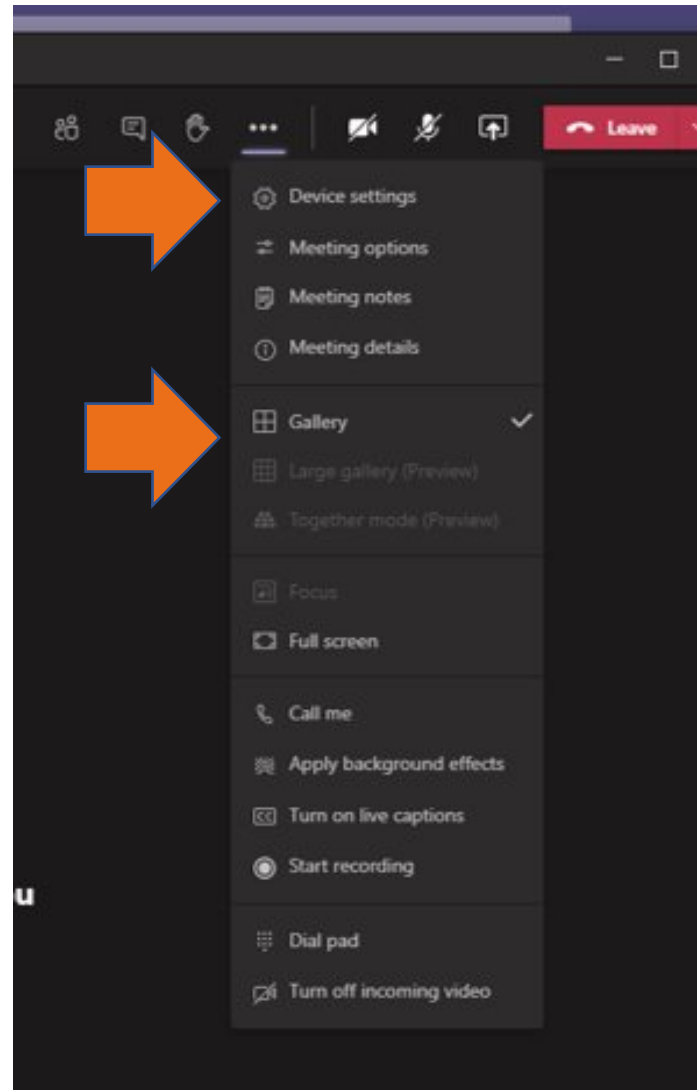 Leave
Device settings
Meeting options
Meeting notes
Meeting details
Gallery
Large gallery (Preview)
Together mode (Preview)
Focus
Full screen
Call me
Apply background effects
CC Turn on live captions
Start recording
u
Dial pad
Turn off incoming video